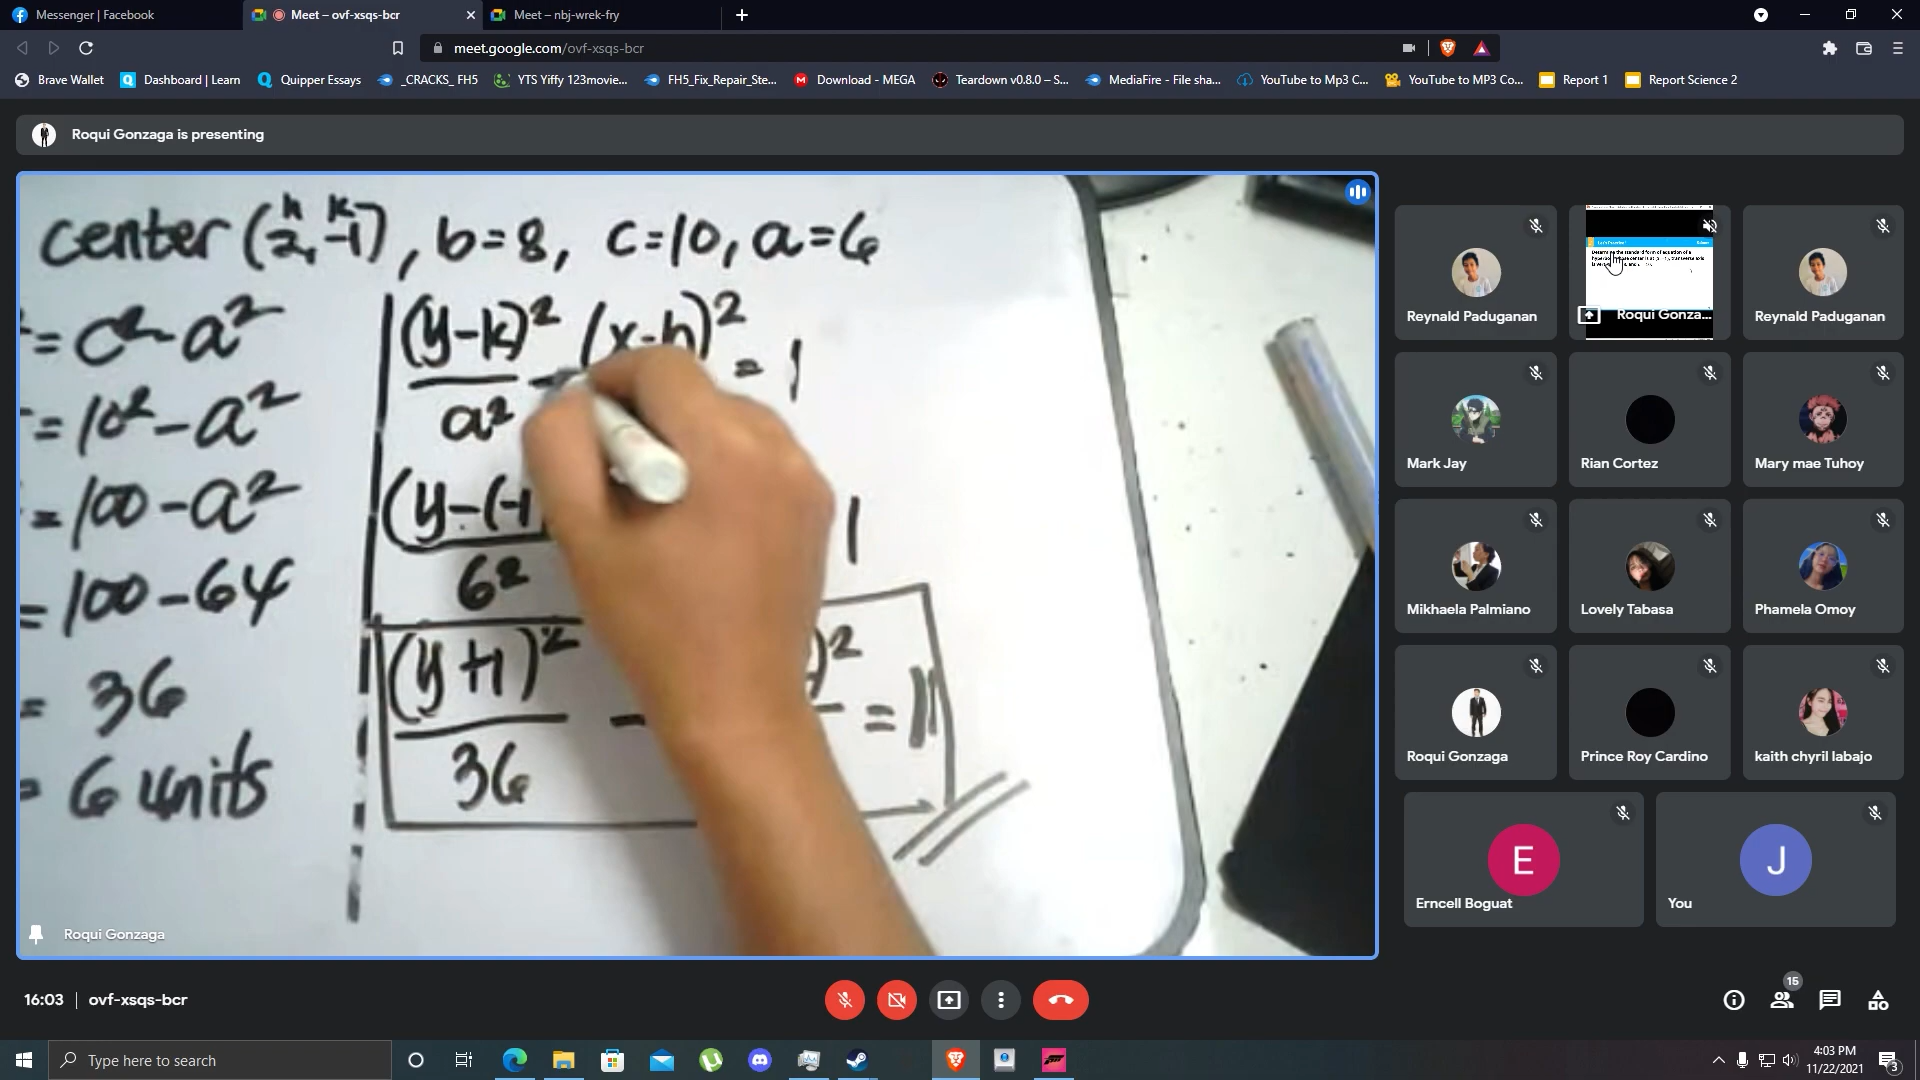 Messenger | Facebook
Meet – ovf-xsqs-bcr
Meet – nbj-wrek-fry
meet.google.com/ovf-xsqs-bcr
Brave Wallet
Dashboard | Learn
Quipper Essays
_CRACKS_ FH5
YTS Yiffy 123movie...
FH5_Fix_Repair_Ste...
Download - MEGA
Teardown v0.8.0 – S...
MediaFire - File sha...
YouTube to Mp3 C...
YouTube to MP3 Co...
Report 1
Report Science 2
Roqui Gonzaga is presenting
h k
center (2, -1), b=8, c=10, a=6
= c² - a²
= 10² - a²
= 100 - a²
= 100 - 64
= 36
= 6 units
(y-k)² (x-h)²
= 1
a²
(y-(-1
1
6²
(y+1)² )²
- = 1
36
Roqui Gonzaga
Reynald Paduganan
Roqui Gonza...
Reynald Paduganan
Mark Jay
Rian Cortez
Mary mae Tuhoy
Mikhaela Palmiano
Lovely Tabasa
Phamela Omoy
Roqui Gonzaga
Prince Roy Cardino
kaith chyril labajo
E
Erncell Boguat
J
You
16:03 | ovf-xsqs-bcr
15
Type here to search
4:03 PM
11/22/2021
3